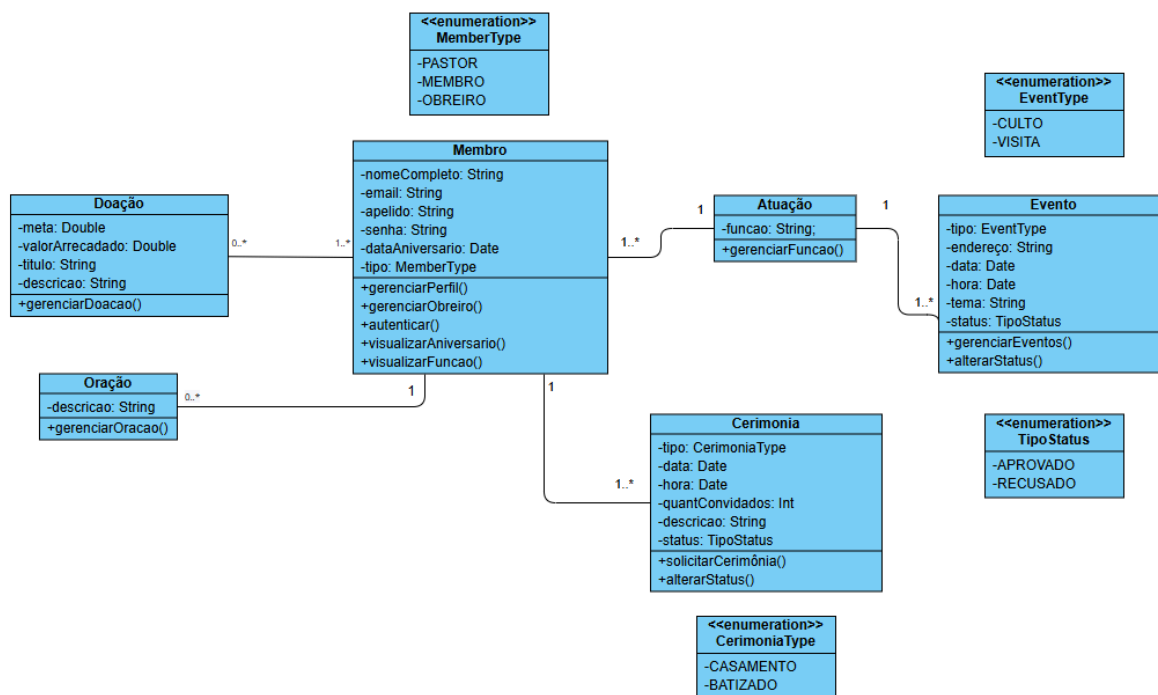 <<enumeration>>
MemberType
-PASTOR
-MEMBRO
-OBREIRO
<<enumeration>>
EventType
-CULTO
-VISITA
Membro
-nomeCompleto: String
-email: String
-apelido: String
-senha: String
-dataAniversario: Date
-tipo: MemberType
+gerenciarPerfil()
+gerenciarObreiro()
+autenticar()
+visualizarAniversario()
+visualizarFuncao()
Doação
-meta: Double
-valorArrecadado: Double
-titulo: String
-descricao: String
+gerenciarDoacao()
0..*
1..*
1
1..*
Atuação
-funcao: String;
+gerenciarFuncao()
1
1..*
Evento
-tipo: EventType
-endereço: String
-data: Date
-hora: Date
-tema: String
-status: TipoStatus
+gerenciarEventos()
+alterarStatus()
Oração
-descricao: String
+gerenciarOracao()
0..*
1
1
1..*
Cerimonia
-tipo: CerimoniaType
-data: Date
-hora: Date
-quantConvidados: Int
-descricao: String
-status: TipoStatus
+solicitarCerimônia()
+alterarStatus()
<<enumeration>>
TipoStatus
-APROVADO
-RECUSADO
<<enumeration>>
CerimoniaType
-CASAMENTO
-BATIZADO